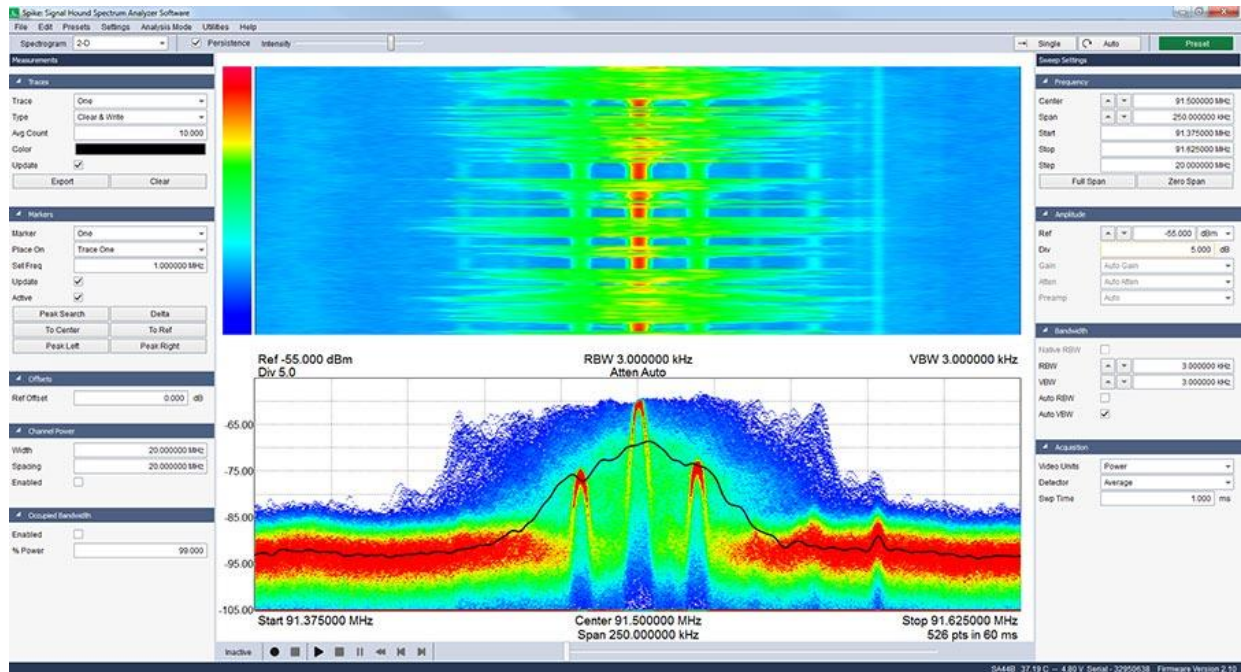 Spike: Signal Hound Spectrum Analyzer Software
File Edit Presets Settings Analysis Mode Utilities Help
Spectrogram 2-D Persistence Intensity Single Auto Preset
Measurements
Traces
Trace One
Type Clear & Write
Avg Count 10.000
Color
Update
Export Clear
Markers
Marker One
Place On Trace One
Set Freq 1.000000 MHz
Update
Active
Peak Search Delta
To Center To Ref
Peak Left Peak Right
Offsets
Ref Offset 0.000 dB
Channel Power
Width 20.000000 MHz
Spacing 20.000000 MHz
Enabled
Occupied Bandwidth
Enabled
% Power 99.000
Ref -55.000 dBm RBW 3.000000 kHz VBW 3.000000 kHz
Div 5.0 Atten Auto
-65.00
-75.00
-85.00
-95.00
-105.00
Start 91.375000 MHz Center 91.500000 MHz Stop 91.625000 MHz
Span 250.000000 kHz 526 pts in 60 ms
Inactive
Sweep Settings
Frequency
Center 91.500000 MHz
Span 250.000000 kHz
Start 91.375000 MHz
Stop 91.625000 MHz
Step 20.000000 MHz
Full Span Zero Span
Amplitude
Ref -55.000 dBm
Div 5.000 dB
Gain Auto Gain
Atten Auto Atten
Preamp Auto
Bandwidth
Native RBW
RBW 3.000000 kHz
VBW 3.000000 kHz
Auto RBW
Auto VBW
Acquisition
Video Units Power
Detector Average
Swp Time 1.000 ms
SA44B 37.19 C -- 4.80 V Serial - 32950638 Firmware Version 2.10